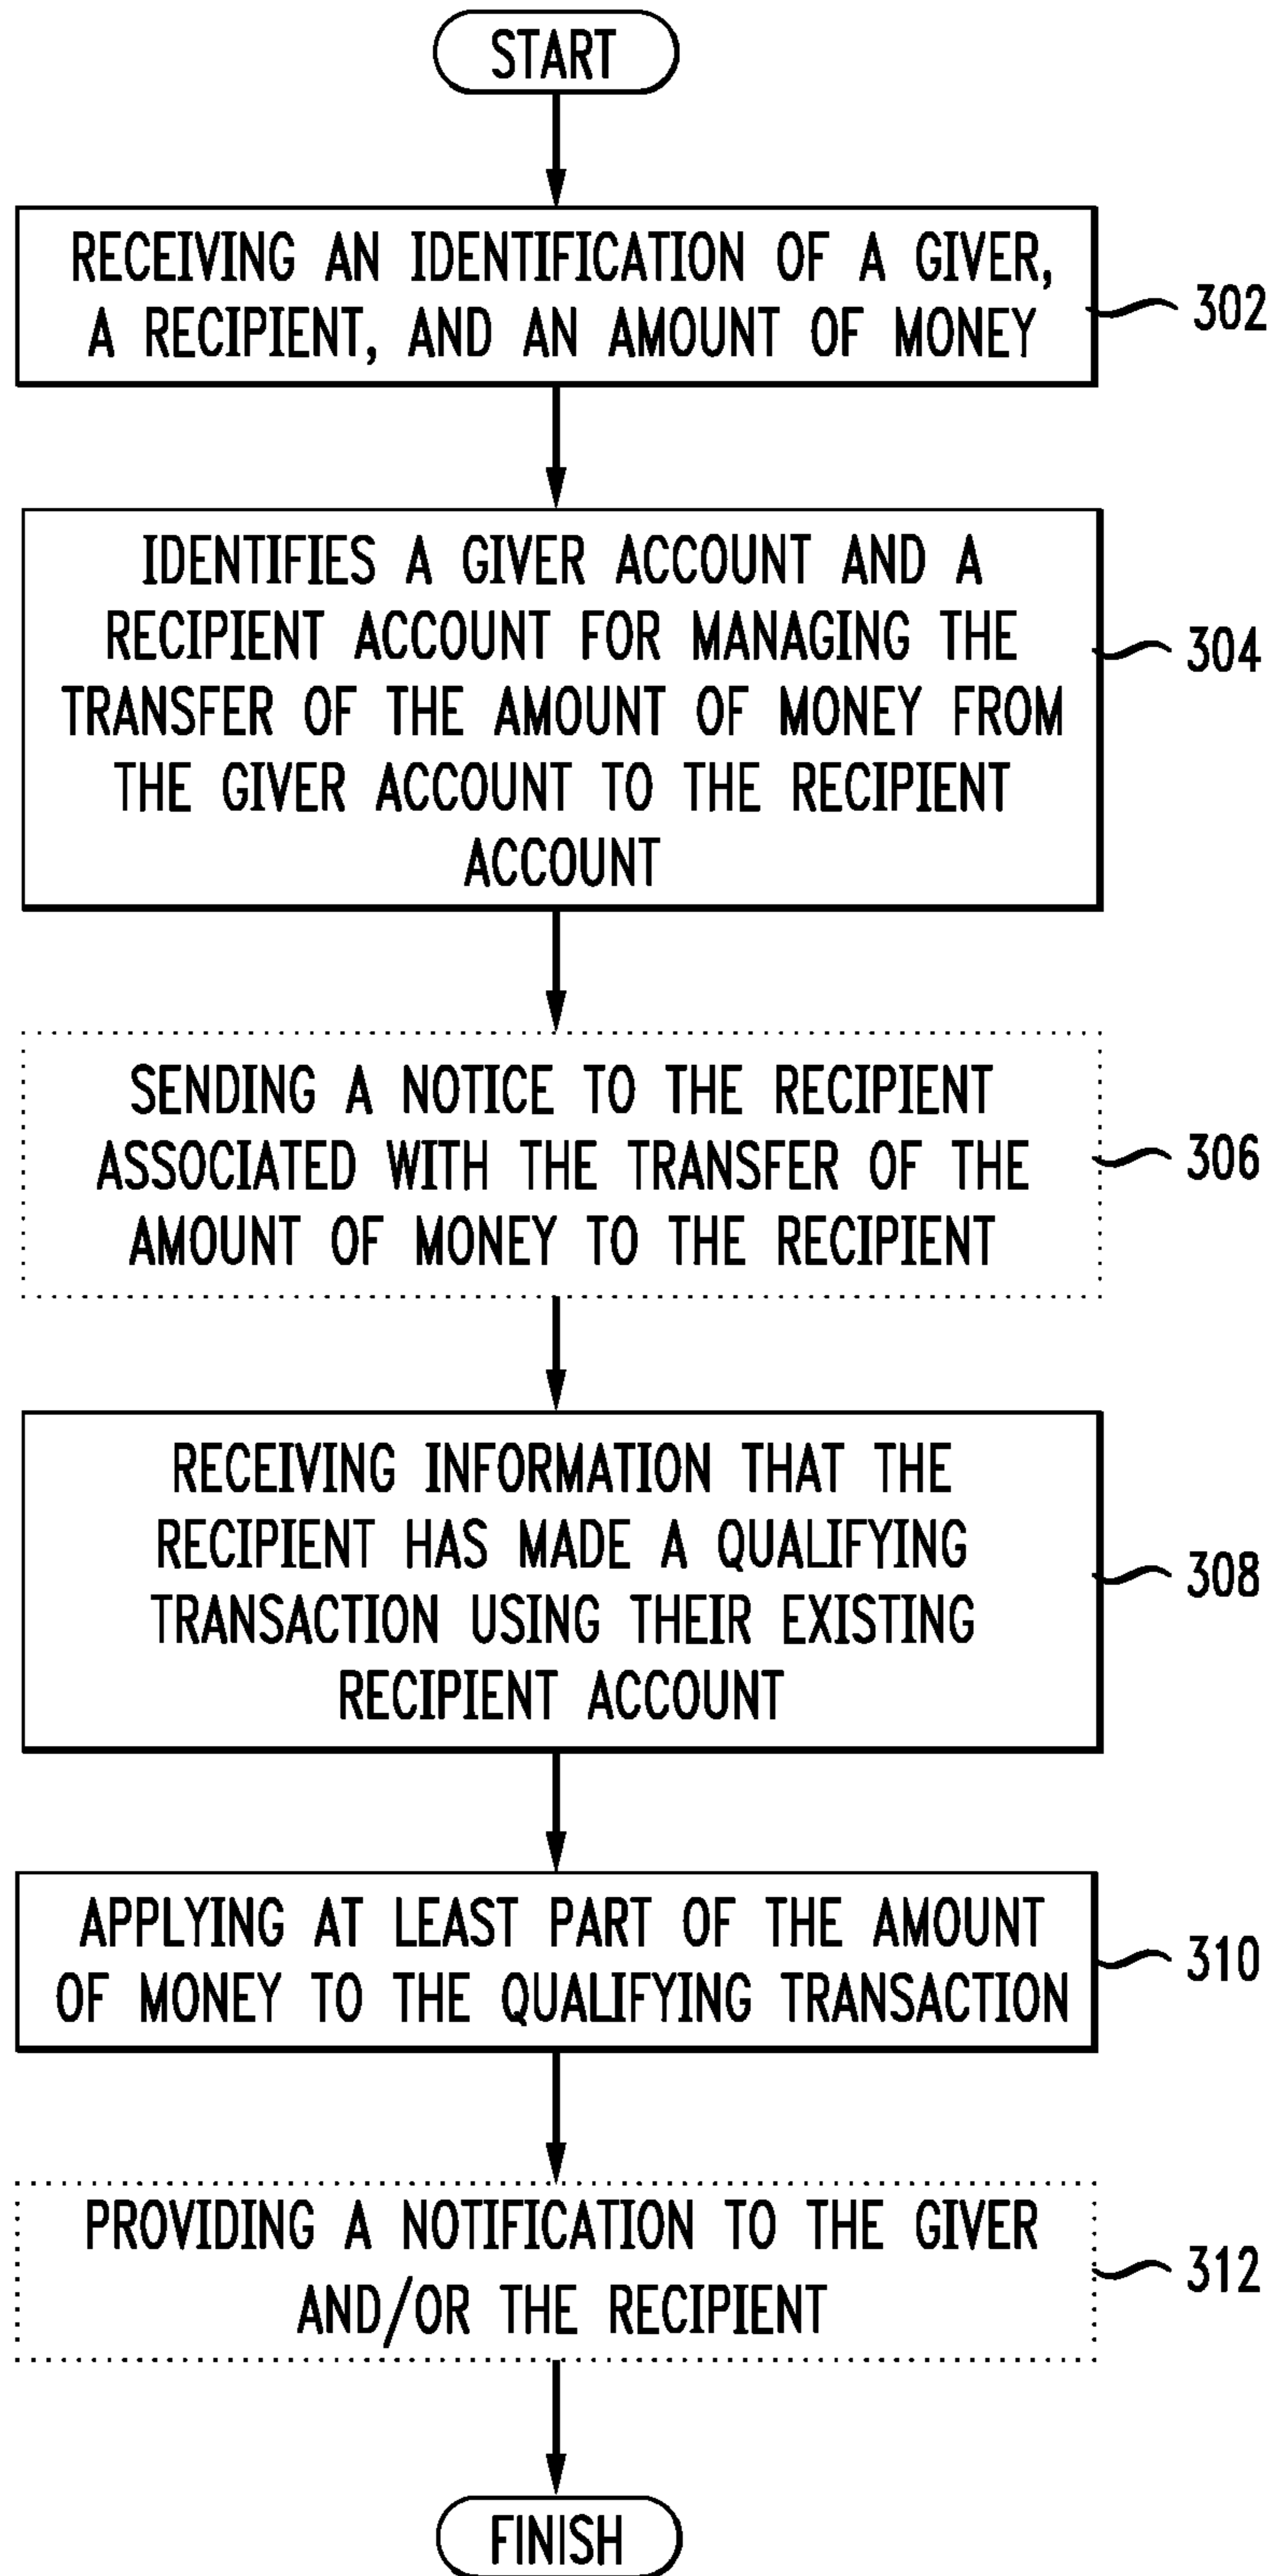 START
RECEIVING AN IDENTIFICATION OF A GIVER,
A RECIPIENT, AND AN AMOUNT OF MONEY
302
IDENTIFIES A GIVER ACCOUNT AND A
RECIPIENT ACCOUNT FOR MANAGING THE
TRANSFER OF THE AMOUNT OF MONEY FROM
THE GIVER ACCOUNT TO THE RECIPIENT
ACCOUNT
304
SENDING A NOTICE TO THE RECIPIENT
ASSOCIATED WITH THE TRANSFER OF THE
AMOUNT OF MONEY TO THE RECIPIENT
306
RECEIVING INFORMATION THAT THE
RECIPIENT HAS MADE A QUALIFYING
TRANSACTION USING THEIR EXISTING
RECIPIENT ACCOUNT
308
APPLYING AT LEAST PART OF THE AMOUNT
OF MONEY TO THE QUALIFYING TRANSACTION
310
PROVIDING A NOTIFICATION TO THE GIVER
AND/OR THE RECIPIENT
312
FINISH